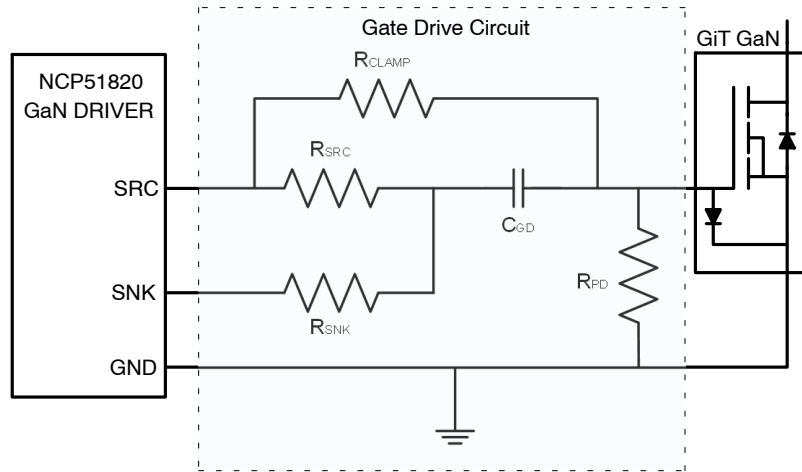 Gate Drive Circuit
GiT GaN
NCP51820
GaN DRIVER
RCLAMP
RSRC
SRC
CGD
RPD
SNK
RSNK
GND